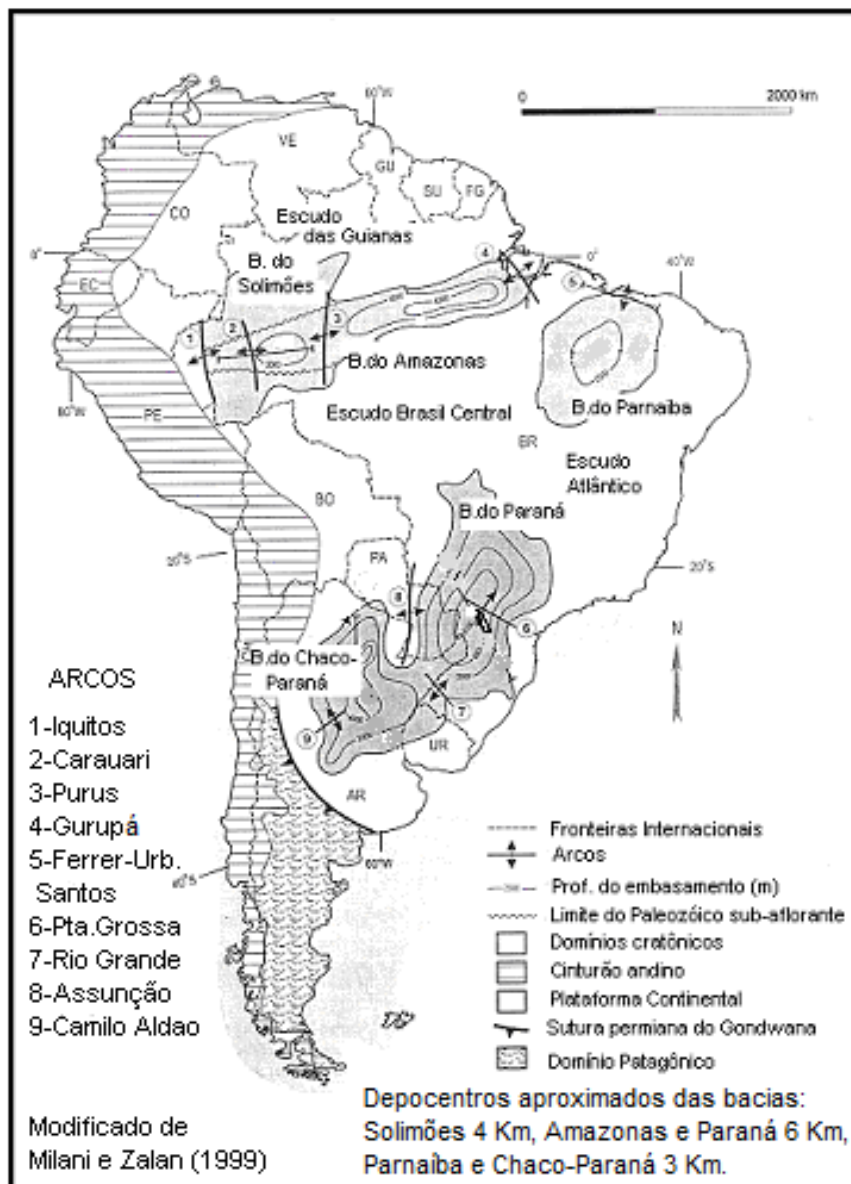 60°W
0
2000 km
VE
GU
SU
FG
CO
Escudo
das Guianas
0°
B. do
Solimões
4
0°
40°W
EC
5
1
2
3
B.do Amazonas
80°W
PE
Escudo Brasil Central
B.do Parnaíba
BR
Escudo
Atlântico
BO
B.do Paraná
20°S
PA
20°S
8
6
N
B.do Chaco-
Paraná
ARCOS
7
9
UR
1-Iquitos
2-Carauari
3-Purus
4-Gurupá
5-Ferrer-Urb.
Santos
6-Pta.Grossa
7-Rio Grande
8-Assunção
9-Camilo Aldao
AR
60°W
40°S
Fronteiras Internacionais
Arcos
Prof. do embasamento (m)
Limite do Paleozóico sub-aflorante
Domínios cratônicos
Cinturão andino
Plataforma Continental
Sutura permiana do Gondwana
Domínio Patagônico
Modificado de
Milani e Zalan (1999)
Depocentros aproximados das bacias:
Solimões 4 Km, Amazonas e Paraná 6 Km,
Parnaíba e Chaco-Paraná 3 Km.